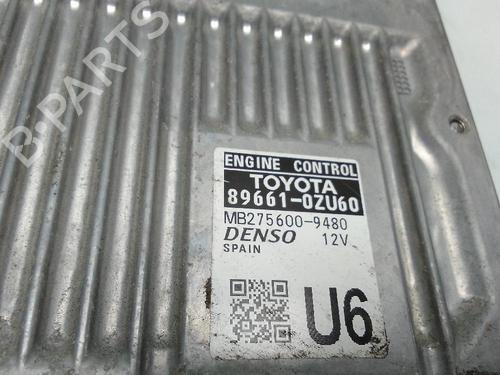 B-PARTS
ENGINE CONTROL
TOYOTA
89661-0ZU60
MB275600-9480
DENSO 12V
SPAIN
U6